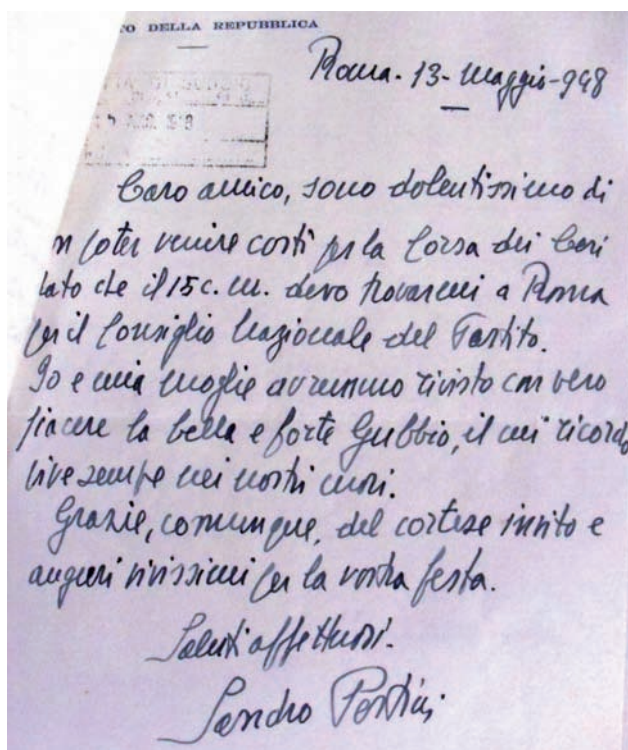 TO DELLA REPUBBLICA
Roma - 13 - Maggio - 948
Caro amico, sono dolentissimo di
n poter venire costì per la Corsa dei Ceri
dato che il 15 c. m. devo trovarmi a Roma
per il Consiglio Nazionale del Partito.
Io e mia moglie avremmo rivisto con vero
piacere la bella e forte Gubbio, il cui ricordo
vive sempre nei nostri cuori.
Grazie, comunque, del cortese invito e
auguri vivissimi per la vostra festa.
Saluti affettuosi.
Sandro Pertini